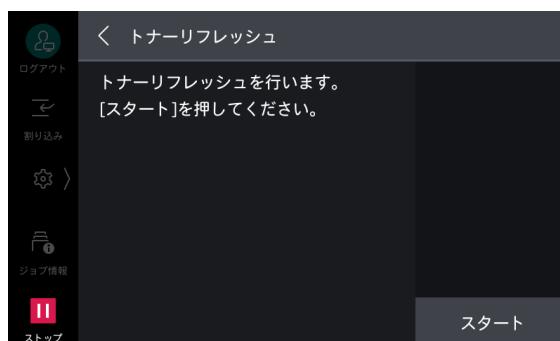 トナーリフレッシュ
ログアウト
トナーリフレッシュを行います。
[スタート]を押してください。
割り込み
ジョブ情報
ストップ
スタート